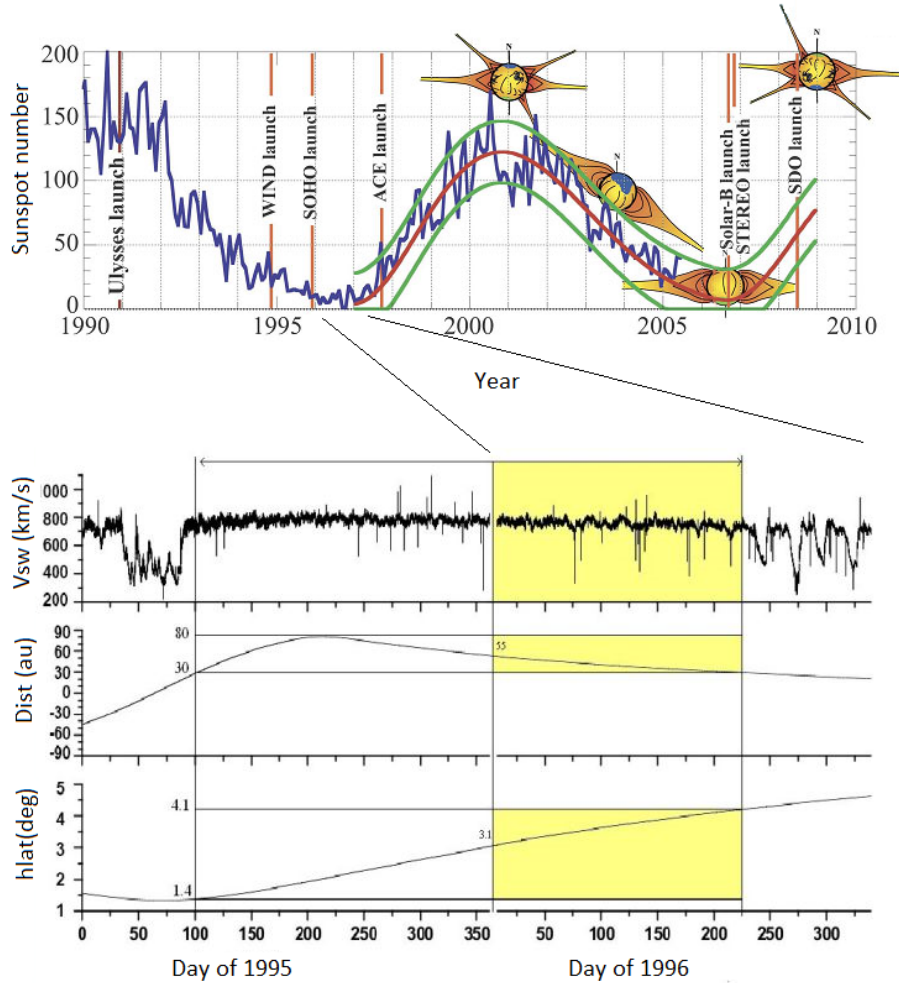 200
150
100
50
0
Sunspot number
Ulysses launch
WIND launch
SOHO launch
ACE launch
Solar-B launch
STEREO launch
SDO launch
N
N
N
N
1990
1995
2000
2005
2010
Year
000
800
600
400
200
Vsw (km/s)
90
60
30
0
-30
-60
-90
Dist (au)
80
30
55
5
4
3
2
1
hlat(deg)
4.1
1.4
3.1
0 50 100 150 200 250 300 350 50 100 150 200 250 300
Day of 1995
Day of 1996